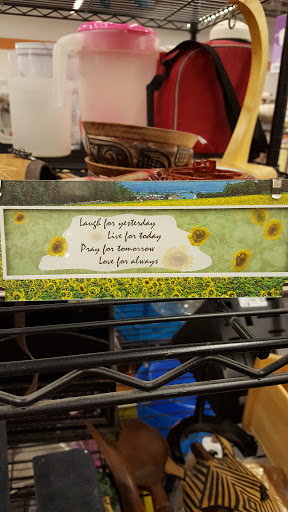 Laugh for yesterday
Live for today
Pray for tomorrow
Love for always